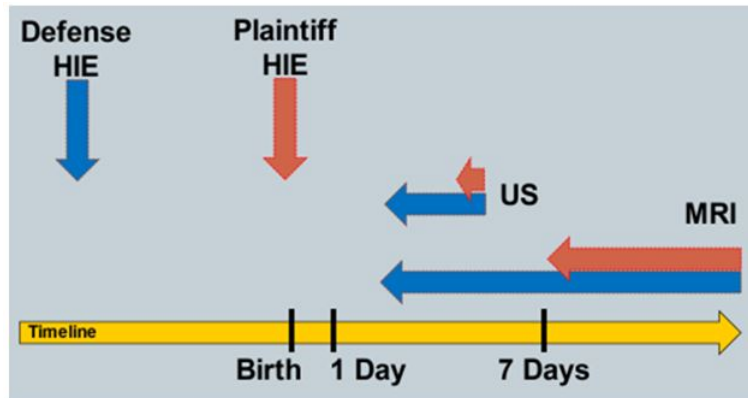 Defense
HIE
Plaintiff
HIE
US
MRI
Timeline
Birth
1 Day
7 Days